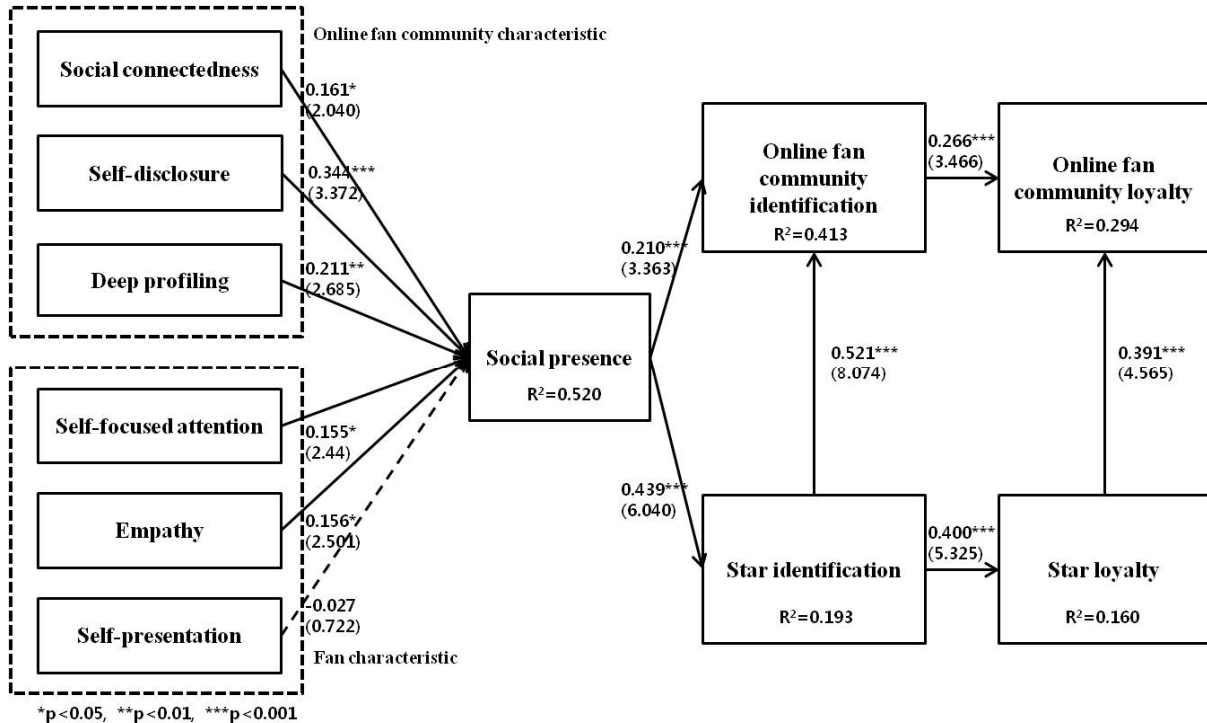 Online fan community characteristic
Social connectedness
0.161*
(2.040)
Self-disclosure
0.344***
(3.372)
Deep profiling
0.211**
(2.685)
Self-focused attention
0.155*
(2.44)
Empathy
0.156*
(2.501)
Self-presentation
-0.027
(0.722)
Fan characteristic
Social presence
R²=0.520
0.210***
(3.363)
0.439***
(6.040)
Online fan
community
identification
R²=0.413
0.266***
(3.466)
Online fan
community loyalty
R²=0.294
0.521***
(8.074)
0.391***
(4.565)
Star identification
R²=0.193
0.400***
(5.325)
Star loyalty
R²=0.160
*p<0.05, **p<0.01, ***p<0.001